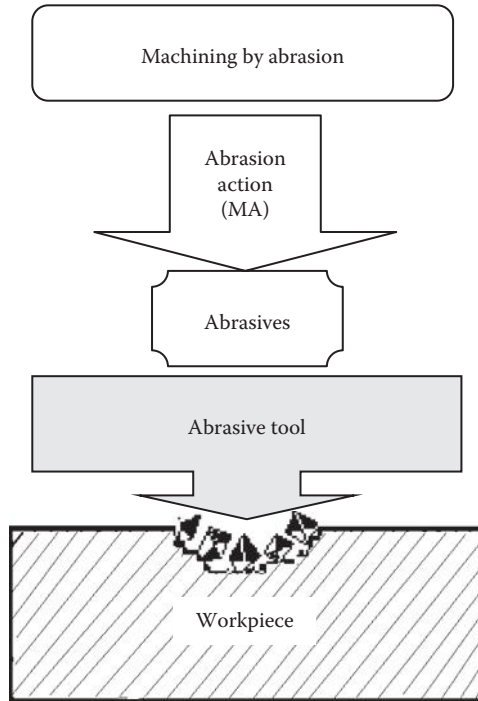 Machining by abrasion
Abrasion
action
(MA)
Abrasives
Abrasive tool
Workpiece